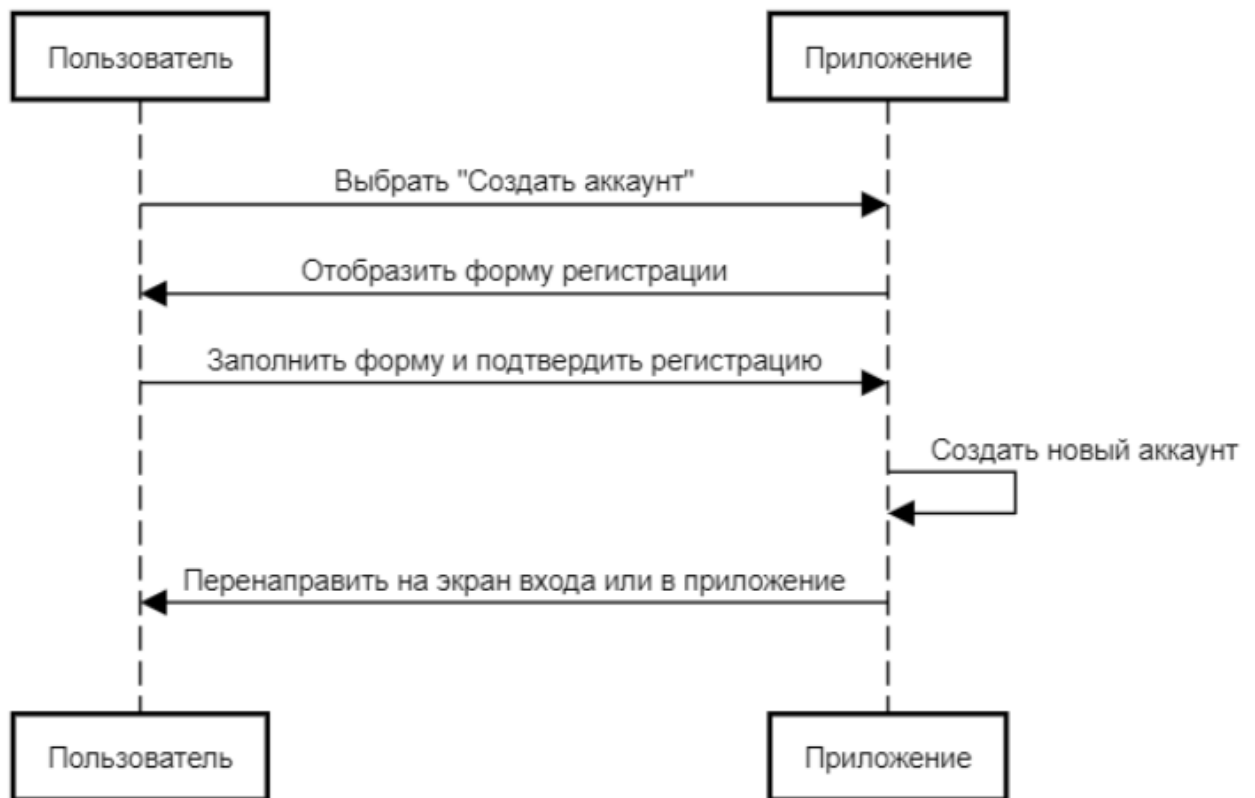 Пользователь
Приложение
Выбрать "Создать аккаунт"
Отобразить форму регистрации
Заполнить форму и подтвердить регистрацию
Создать новый аккаунт
Перенаправить на экран входа или в приложение
Пользователь
Приложение